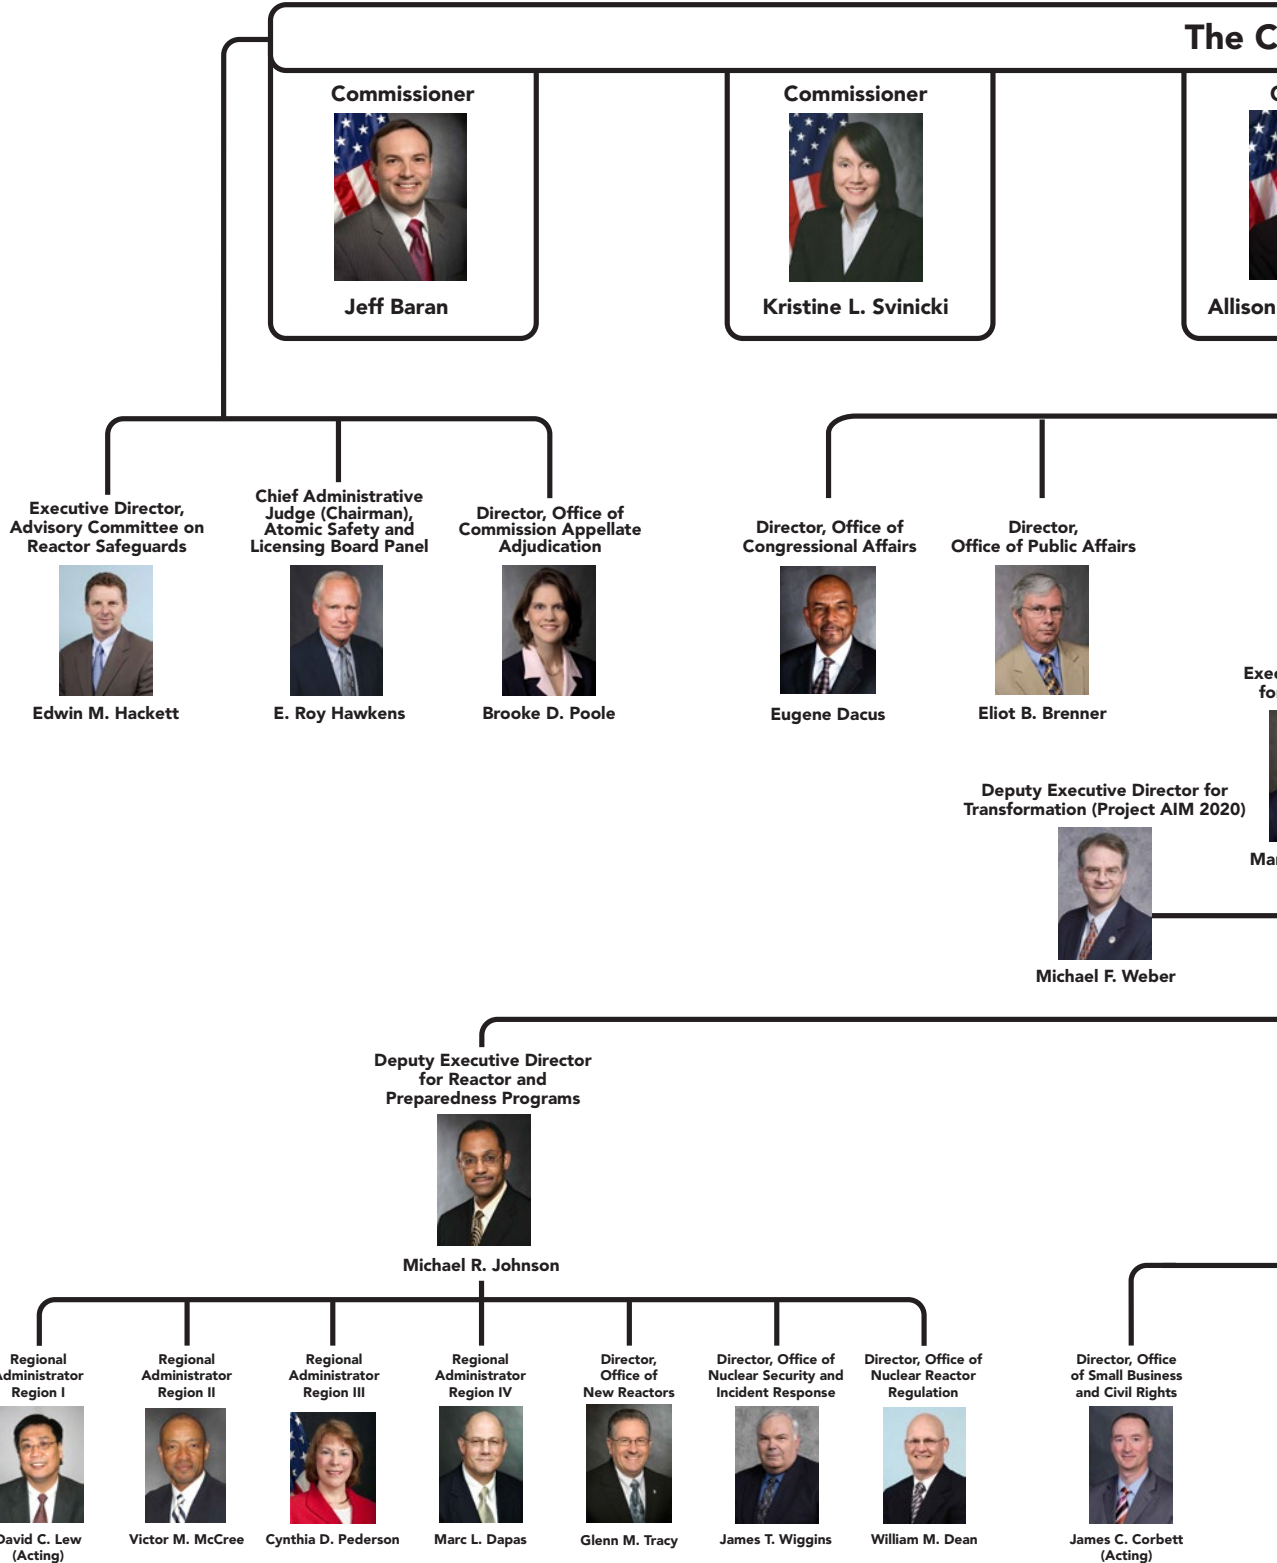 The C
Commissioner
Jeff Baran
Commissioner
Kristine L. Svinicki
Allison
Executive Director,
Advisory Committee on
Reactor Safeguards
Edwin M. Hackett
Chief Administrative
Judge (Chairman),
Atomic Safety and
Licensing Board Panel
E. Roy Hawkens
Director, Office of
Commission Appellate
Adjudication
Brooke D. Poole
Director, Office of
Congressional Affairs
Eugene Dacus
Director,
Office of Public Affairs
Eliot B. Brenner
Deputy Executive Director for
Transformation (Project AIM 2020)
Michael F. Weber
Deputy Executive Director
for Reactor and
Preparedness Programs
Michael R. Johnson
Regional
Administrator
Region I
David C. Lew
(Acting)
Regional
Administrator
Region II
Victor M. McCree
Regional
Administrator
Region III
Cynthia D. Pederson
Regional
Administrator
Region IV
Marc L. Dapas
Director,
Office of
New Reactors
Glenn M. Tracy
Director, Office of
Nuclear Security and
Incident Response
James T. Wiggins
Director, Office of
Nuclear Reactor
Regulation
William M. Dean
Director, Office
of Small Business
and Civil Rights
James C. Corbett
(Acting)